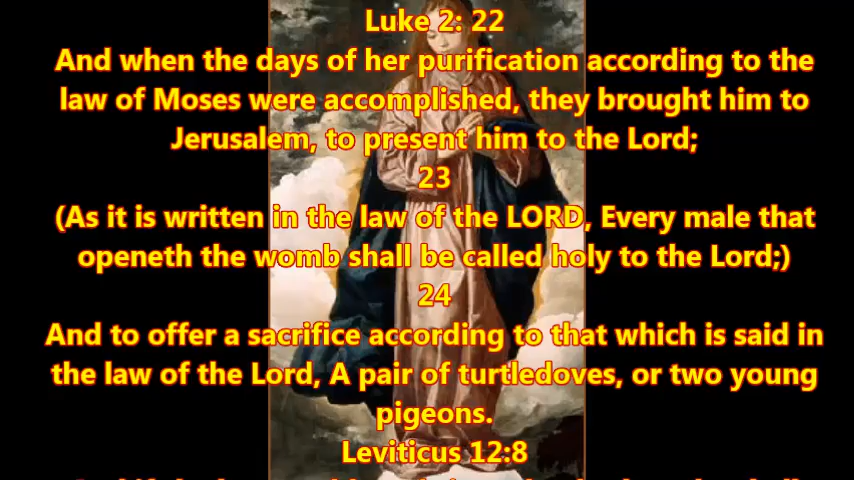 Luke 2: 22
And when the days of her purification according to the
law of Moses were accomplished, they brought him to
Jerusalem, to present him to the Lord;
23
(As it is written in the law of the LORD, Every male that
openeth the womb shall be called holy to the Lord;)
24
And to offer a sacrifice according to that which is said in
the law of the Lord, A pair of turtledoves, or two young
pigeons.
Leviticus 12:8